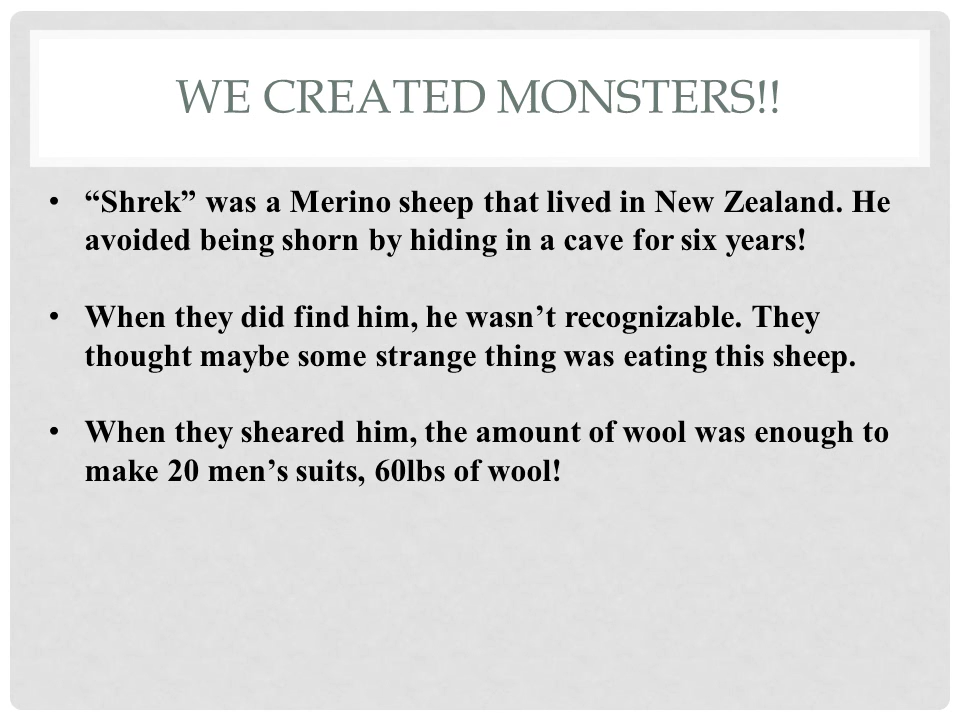 WE CREATED MONSTERS!!
• “Shrek” was a Merino sheep that lived in New Zealand. He
avoided being shorn by hiding in a cave for six years!
• When they did find him, he wasn’t recognizable. They
thought maybe some strange thing was eating this sheep.
• When they sheared him, the amount of wool was enough to
make 20 men’s suits, 60lbs of wool!